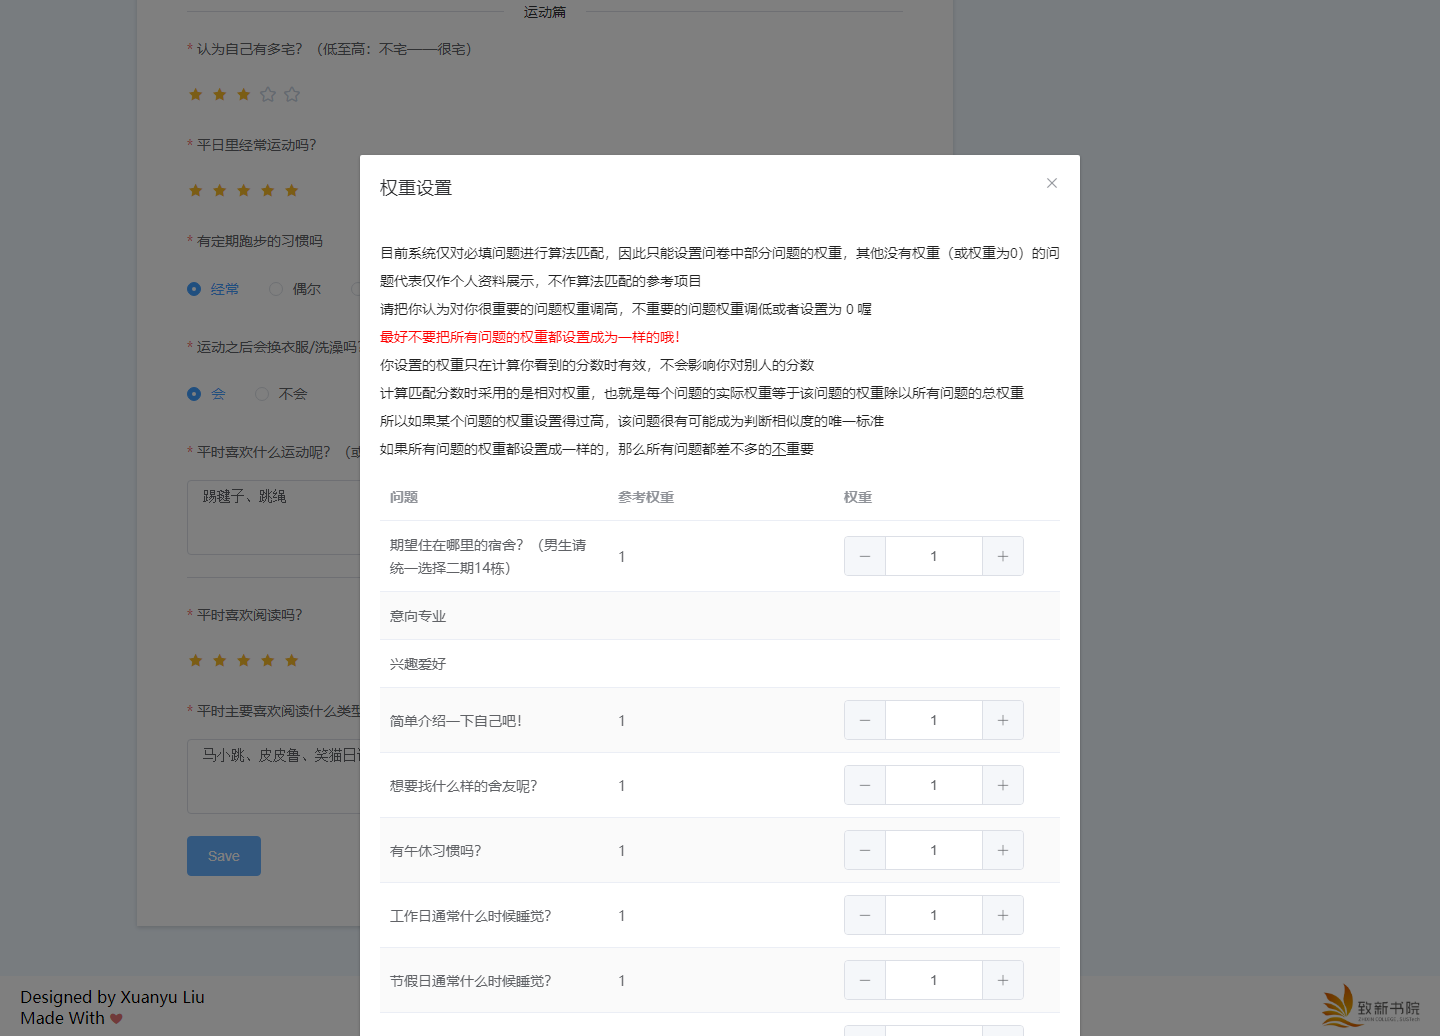 运动篇
* 认为自己有多宅？（低至高：不宅——很宅）
* 平日里经常运动吗？
* 有定期跑步的习惯吗
经常 偶尔
* 运动之后会换衣服/洗澡吗？
会 不会
* 平时喜欢什么运动呢？（或
踢毽子、跳绳
* 平时喜欢阅读吗？
* 平时主要喜欢阅读什么类型
马小跳、皮皮鲁、笑猫日
Save
权重设置
目前系统仅对必填问题进行算法匹配，因此只能设置问卷中部分问题的权重，其他没有权重（或权重为0）的问
题代表仅作个人资料展示，不作算法匹配的参考项目
请把你认为对你很重要的问题权重调高，不重要的问题权重调低或者设置为 0 喔
最好不要把所有问题的权重都设置成为一样的哦！
你设置的权重只在计算你看到的分数时有效，不会影响你对别人的分数
计算匹配分数时采用的是相对权重，也就是每个问题的实际权重等于该问题的权重除以所有问题的总权重
所以如果某个问题的权重设置得过高，该问题很有可能成为判断相似度的唯一标准
如果所有问题的权重都设置成一样的，那么所有问题都差不多的不重要
问题 参考权重 权重
期望住在哪里的宿舍？（男生请
统一选择二期14栋） 1 1
意向专业
兴趣爱好
简单介绍一下自己吧！ 1 1
想要找什么样的舍友呢？ 1 1
有午休习惯吗？ 1 1
工作日通常什么时候睡觉？ 1 1
节假日通常什么时候睡觉？ 1 1
Designed by Xuanyu Liu
Made With
致新书院